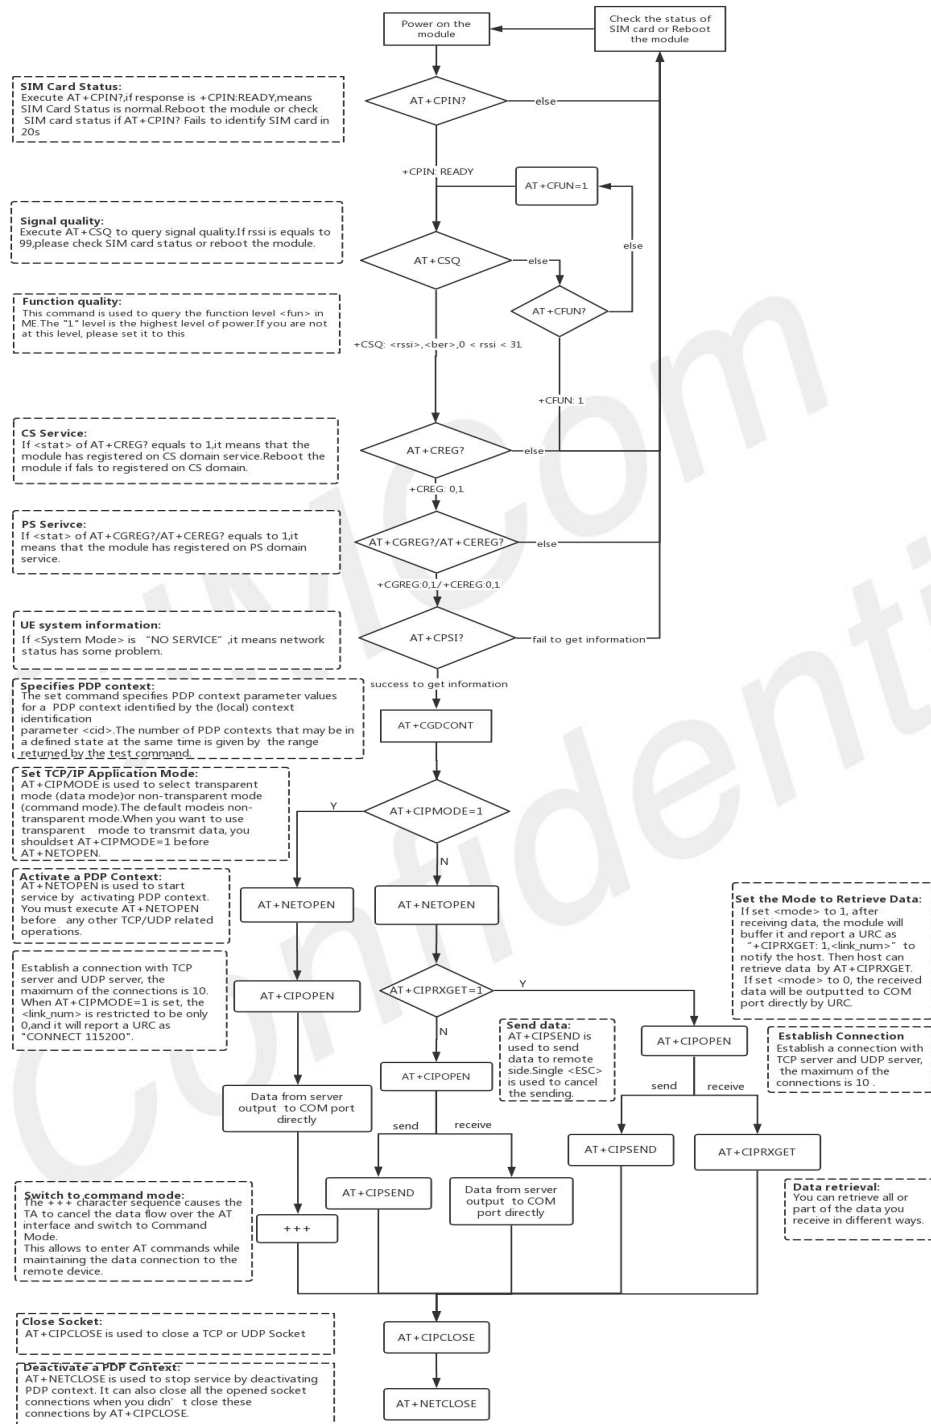 Power on the
module
Check the status of
SIM card or Reboot
the module
SIM Card Status:
Execute AT+CPIN?,if response is +CPIN:READY,means
SIM Card Status is normal.Reboot the module or check
SIM card status if AT+CPIN? Fails to identify SIM card in
20s
AT+CPIN?
else
+CPIN: READY
AT+CFUN=1
Signal quality:
Execute AT+CSQ to query signal quality.If rssi is equals to
99,please check SIM card status or reboot the module.
AT+CSQ
else
else
Function quality:
This command is used to query the function level <fun> in
ME.The "1" level is the highest level of power.If you are not
at this level, please set it to this
AT+CFUN?
+CSQ: <rssi>,<ber>,0 < rssi < 31
+CFUN: 1
CS Service:
If <stat> of AT+CREG? equals to 1,it means that the
module has registered on CS domain service.Reboot the
module if fals to registered on CS domain.
AT+CREG?
else
+CREG: 0,1
PS Serivce:
If <stat> of AT+CGREG?/AT+CEREG? equals to 1,it
means that the module has registered on PS domain
service.
AT+CGREG?/AT+CEREG?
else
+CGREG:0,1/+CEREG:0,1
UE system information:
If <System Mode> is “NO SERVICE” ,it means network
status has some problem.
AT+CPSI?
fail to get information
success to get information
Specifies PDP context:
The set command specifies PDP context parameter values
for a PDP context identified by the (local) context
identification
parameter <cid>.The number of PDP contexts that may be in
a defined state at the same time is given by the range
returned by the test command.
AT+CGDCONT
Set TCP/IP Application Mode:
AT+CIPMODE is used to select transparent
mode (data mode)or non-transparent mode
(command mode).The default modeis non-
transparent mode.When you want to use
transparent mode to transmit data, you
shouldset AT+CIPMODE=1 before
AT+NETOPEN.
AT+CIPMODE=1
Y
N
Activate a PDP Context:
AT+NETOPEN is used to start
service by activating PDP context.
You must execute AT+NETOPEN
before any other TCP/UDP related
operations.
AT+NETOPEN
AT+NETOPEN
Set the Mode to Retrieve Data:
If set <mode> to 1, after
receiving data, the module will
buffer it and report a URC as
“+CIPRXGET: 1,<link_num>” to
notify the host. Then host can
retrieve data by AT+CIPRXGET.
If set <mode> to 0, the received
data will be outputted to COM
port directly by URC.
Establish a connection with TCP
server and UDP server, the
maximum of the connections is 10.
When AT+CIPMODE=1 is set, the
<link_num> is restricted to be only
0,and it will report a URC as
"CONNECT 115200".
AT+CIPOPEN
AT+CIPRXGET=1
Y
N
Send data:
AT+CIPSEND is
used to send
data to remote
side.Single <ESC>
is used to cancel
the sending.
AT+CIPOPEN
Establish Connection
Establish a connection with
TCP server and UDP server,
the maximum of the
connections is 10 .
AT+CIPOPEN
send
receive
Data from server
output to COM port
directly
send
receive
AT+CIPSEND
AT+CIPRXGET
Switch to command mode:
The +++ character sequence causes the
TA to cancel the data flow over the AT
interface and switch to Command
Mode.
This allows to enter AT commands while
maintaining the data connection to the
remote device.
+++
AT+CIPSEND
Data from server
output to COM
port directly
Data retrieval:
You can retrieve all or
part of the data you
receive in different ways.
Close Socket:
AT+CIPCLOSE is used to close a TCP or UDP Socket
AT+CIPCLOSE
Deactivate a PDP Context:
AT+NETCLOSE is used to stop service by deactivating
PDP context. It can also close all the opened socket
connections when you didn’ t close these
connections by AT+CIPCLOSE.
AT+NETCLOSE